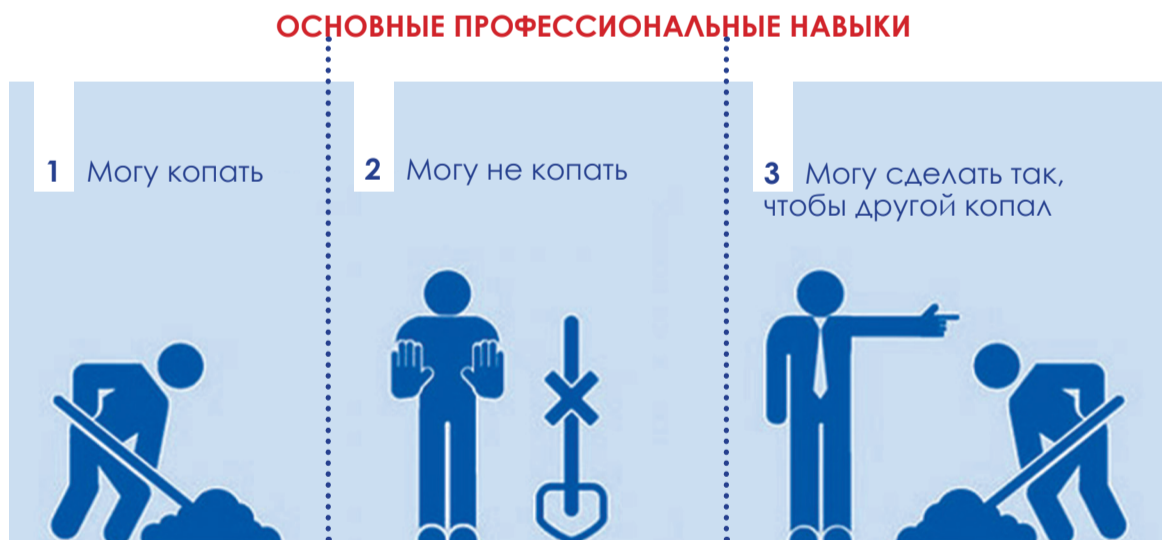 ОСНОВНЫЕ ПРОФЕССИОНАЛЬНЫЕ НАВЫКИ
1 Могу копать
2 Могу не копать
3 Могу сделать так,
чтобы другой копал